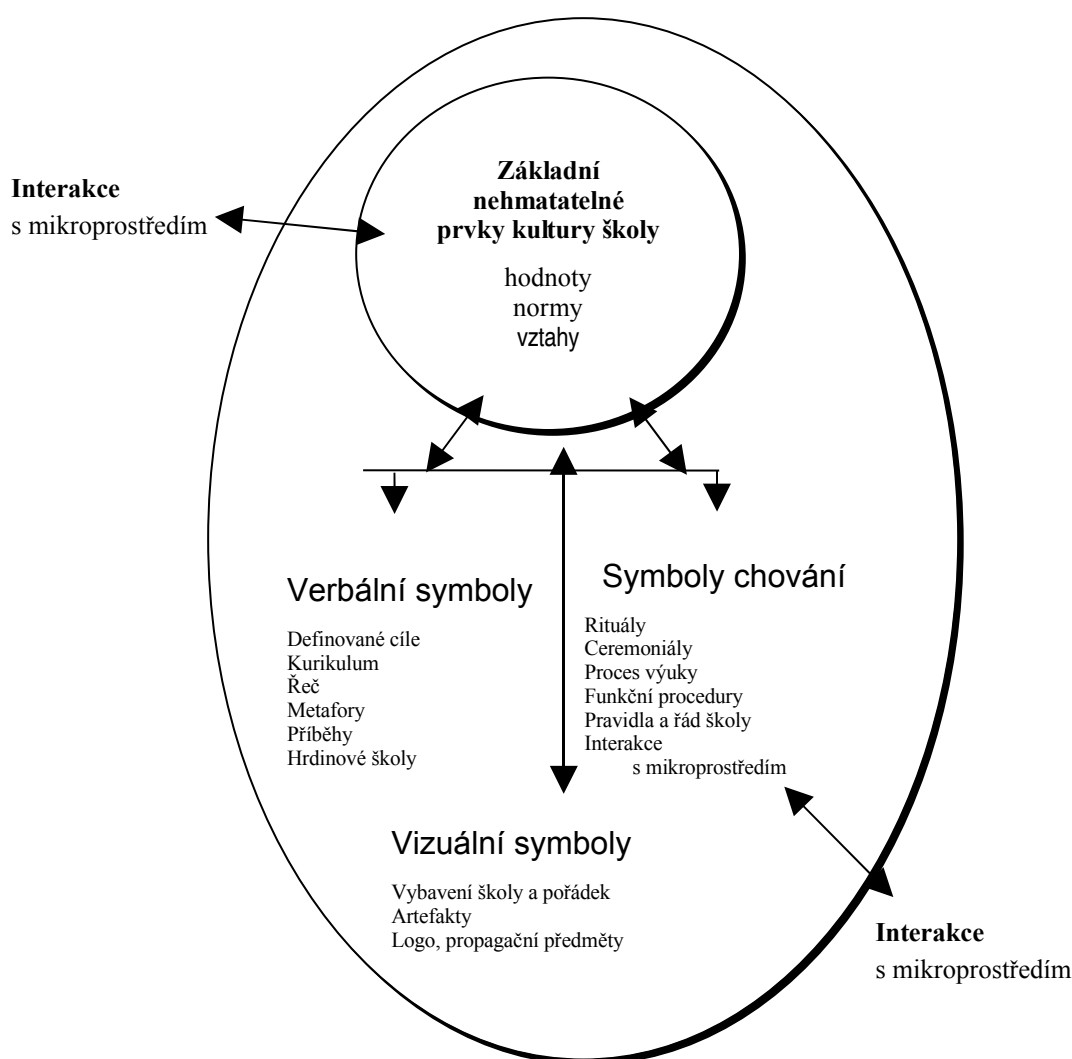 Základní
nehmatatelné
prvky kultury školy
hodnoty
normy
vztahy
Interakce
s mikroprostředím
Verbální symboly
Definované cíle
Kurikulum
Řeč
Metafory
Příběhy
Hrdinové školy
Symboly chování
Rituály
Ceremoniály
Proces výuky
Funkční procedury
Pravidla a řád školy
Interakce
s mikroprostředím
Vizuální symboly
Vybavení školy a pořádek
Artefakty
Logo, propagační předměty
Interakce
s mikroprostředím